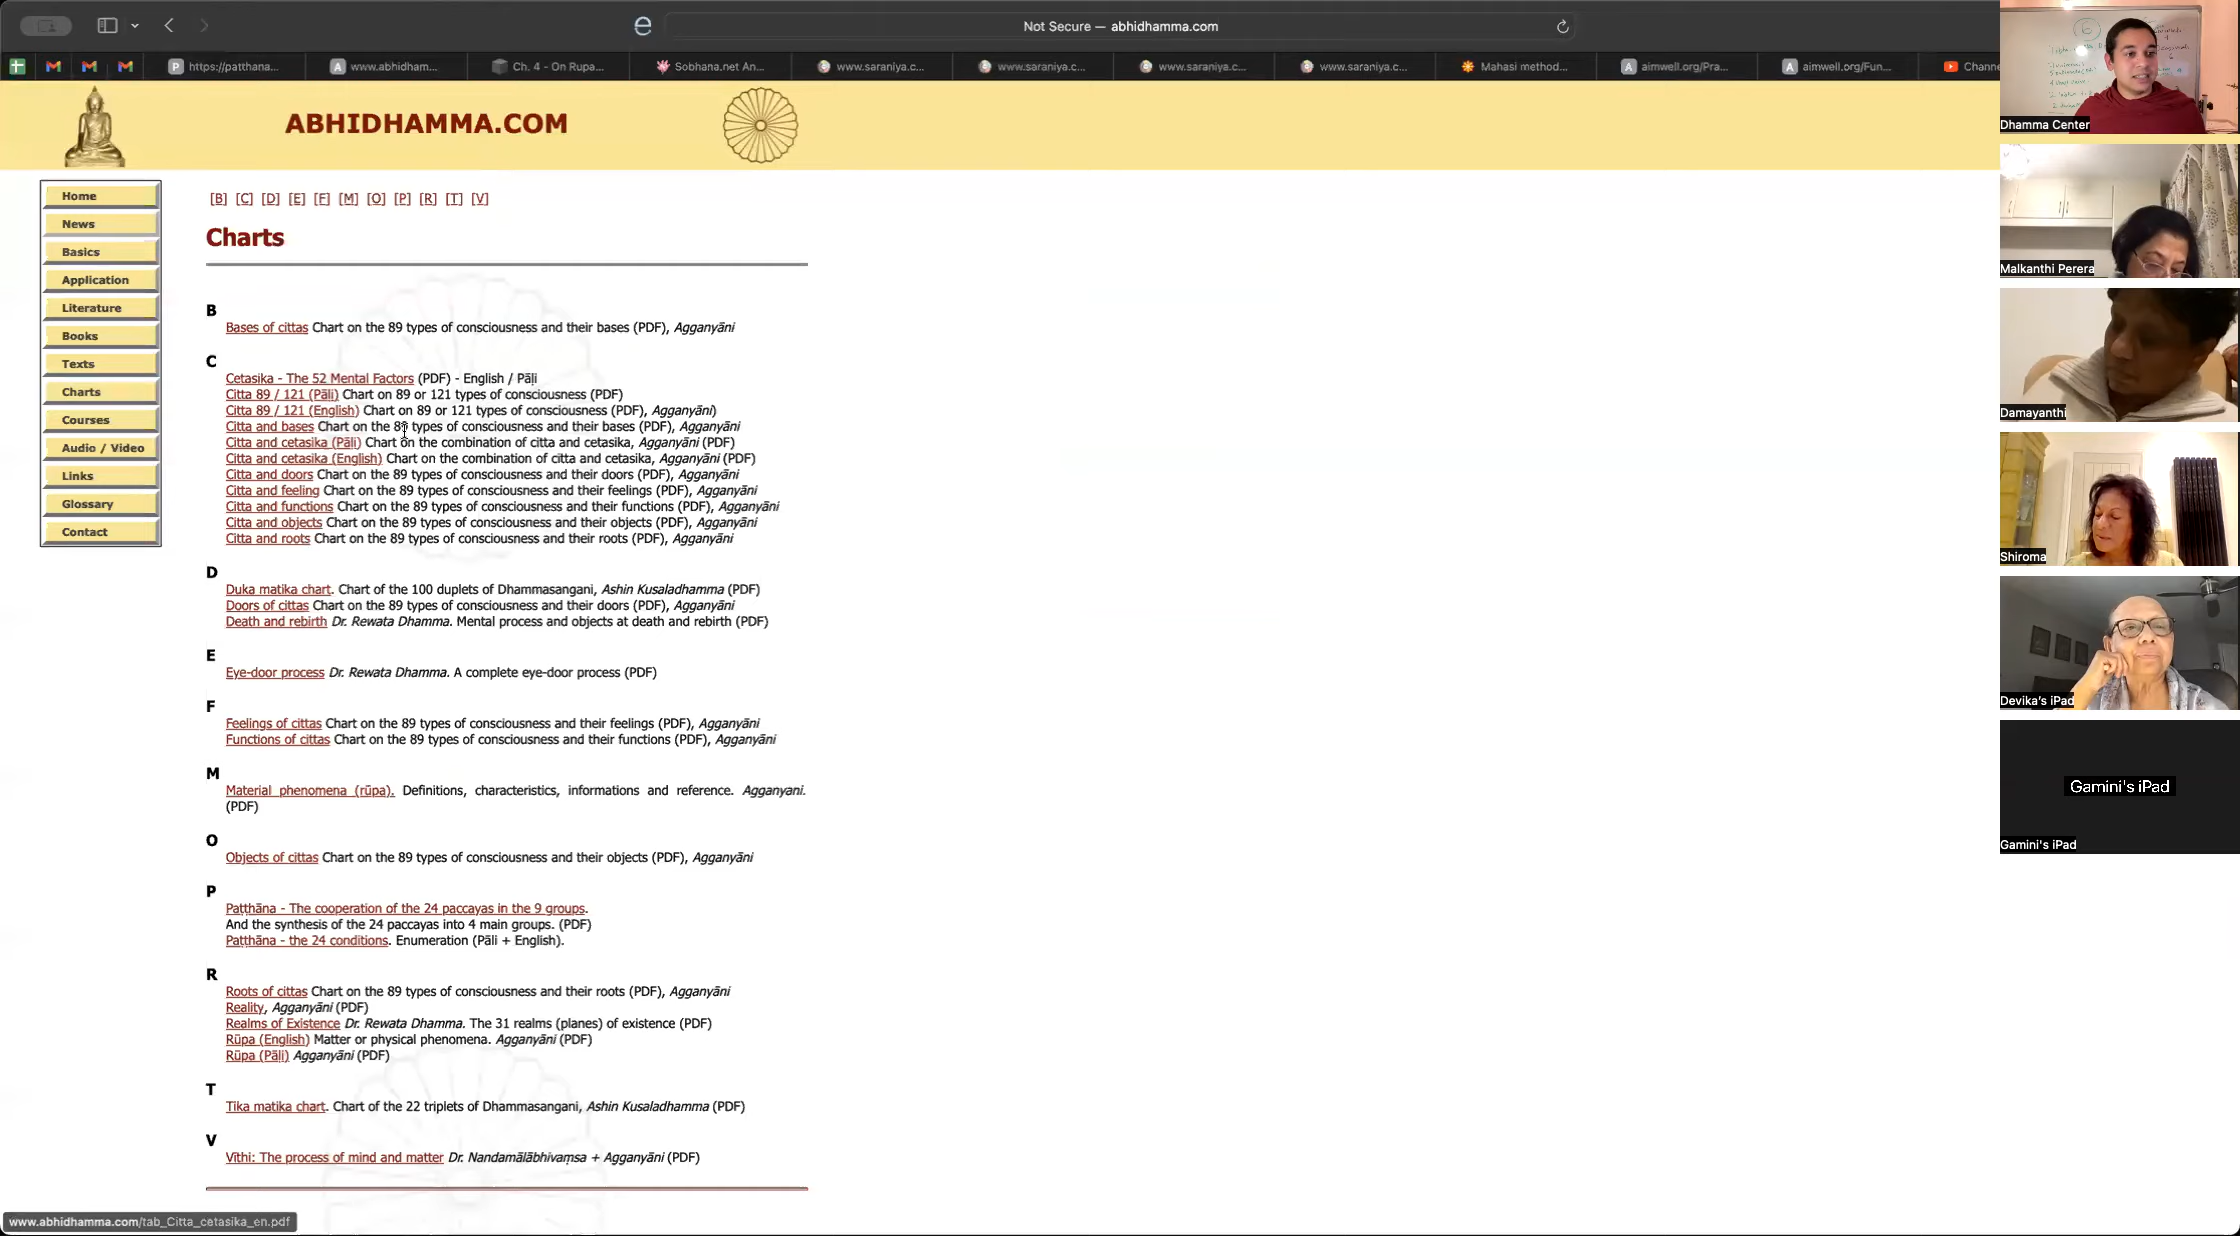 Not Secure — abhidhamma.com
https://patthana...
www.abhidham...
Ch. 4 - On Rupa...
Sobhana.net An...
www.saraniya.c...
www.saraniya.c...
www.saraniya.c...
www.saraniya.c...
Mahasi method...
aimwell.org/Pra...
aimwell.org/Fun...
Channe
ABHIDHAMMA.COM
Home
News
Basics
Application
Literature
Books
Texts
Charts
Courses
Audio / Video
Links
Glossary
Contact
[B] [C] [D] [E] [F] [M] [O] [P] [R] [T] [V]
Charts
B
Bases of cittas Chart on the 89 types of consciousness and their bases (PDF), Agganyāni
C
Cetasika - The 52 Mental Factors (PDF) - English / Pāḷi
Citta 89 / 121 (Pāḷi) Chart on 89 or 121 types of consciousness (PDF)
Citta 89 / 121 (English) Chart on 89 or 121 types of consciousness (PDF), Agganyāni)
Citta and bases Chart on the 89 types of consciousness and their bases (PDF), Agganyāni
Citta and cetasika (Pāḷi) Chart on the combination of citta and cetasika, Agganyāni (PDF)
Citta and cetasika (English) Chart on the combination of citta and cetasika, Agganyāni (PDF)
Citta and doors Chart on the 89 types of consciousness and their doors (PDF), Agganyāni
Citta and feeling Chart on the 89 types of consciousness and their feelings (PDF), Agganyāni
Citta and functions Chart on the 89 types of consciousness and their functions (PDF), Agganyāni
Citta and objects Chart on the 89 types of consciousness and their objects (PDF), Agganyāni
Citta and roots Chart on the 89 types of consciousness and their roots (PDF), Agganyāni
D
Duka matika chart. Chart of the 100 duplets of Dhammasangani, Ashin Kusaladhamma (PDF)
Doors of cittas Chart on the 89 types of consciousness and their doors (PDF), Agganyāni
Death and rebirth Dr. Rewata Dhamma. Mental process and objects at death and rebirth (PDF)
E
Eye-door process Dr. Rewata Dhamma. A complete eye-door process (PDF)
F
Feelings of cittas Chart on the 89 types of consciousness and their feelings (PDF), Agganyāni
Functions of cittas Chart on the 89 types of consciousness and their functions (PDF), Agganyāni
M
Material phenomena (rūpa). Definitions, characteristics, informations and reference. Agganyani.
(PDF)
O
Objects of cittas Chart on the 89 types of consciousness and their objects (PDF), Agganyāni
P
Paṭṭhāna - The cooperation of the 24 paccayas in the 9 groups.
And the synthesis of the 24 paccayas into 4 main groups. (PDF)
Paṭṭhāna - the 24 conditions. Enumeration (Pāli + English).
R
Roots of cittas Chart on the 89 types of consciousness and their roots (PDF), Agganyāni
Reality, Agganyāni (PDF)
Realms of Existence Dr. Rewata Dhamma. The 31 realms (planes) of existence (PDF)
Rūpa (English) Matter or physical phenomena. Agganyāni (PDF)
Rūpa (Pāḷi) Agganyāni (PDF)
T
Tika matika chart. Chart of the 22 triplets of Dhammasangani, Ashin Kusaladhamma (PDF)
V
Vīthi: The process of mind and matter Dr. Nandamālābhivaṃsa + Agganyāni (PDF)
www.abhidhamma.com/tab_Citta_cetasika_en.pdf
Dhamma Center
Malkanthi Perera
Damayanthi
Shiroma
Devika's iPad
Gamini's iPad
Gamini's iPad